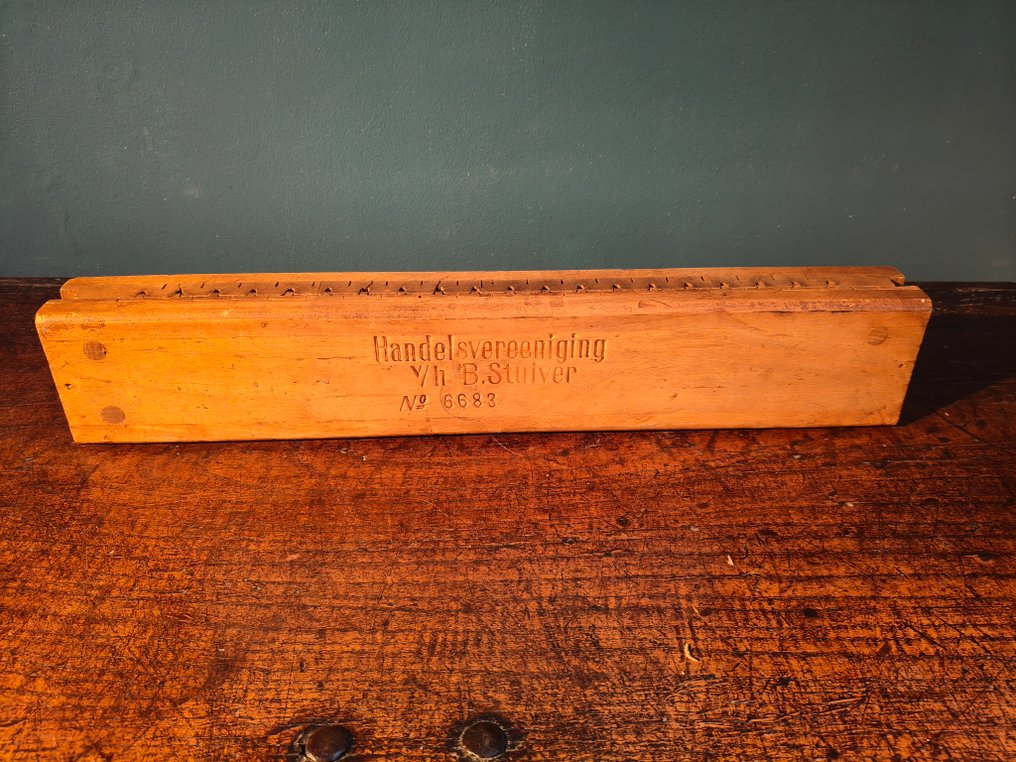 Handelsvereeniging
v/h B.Stuiver
No 6683